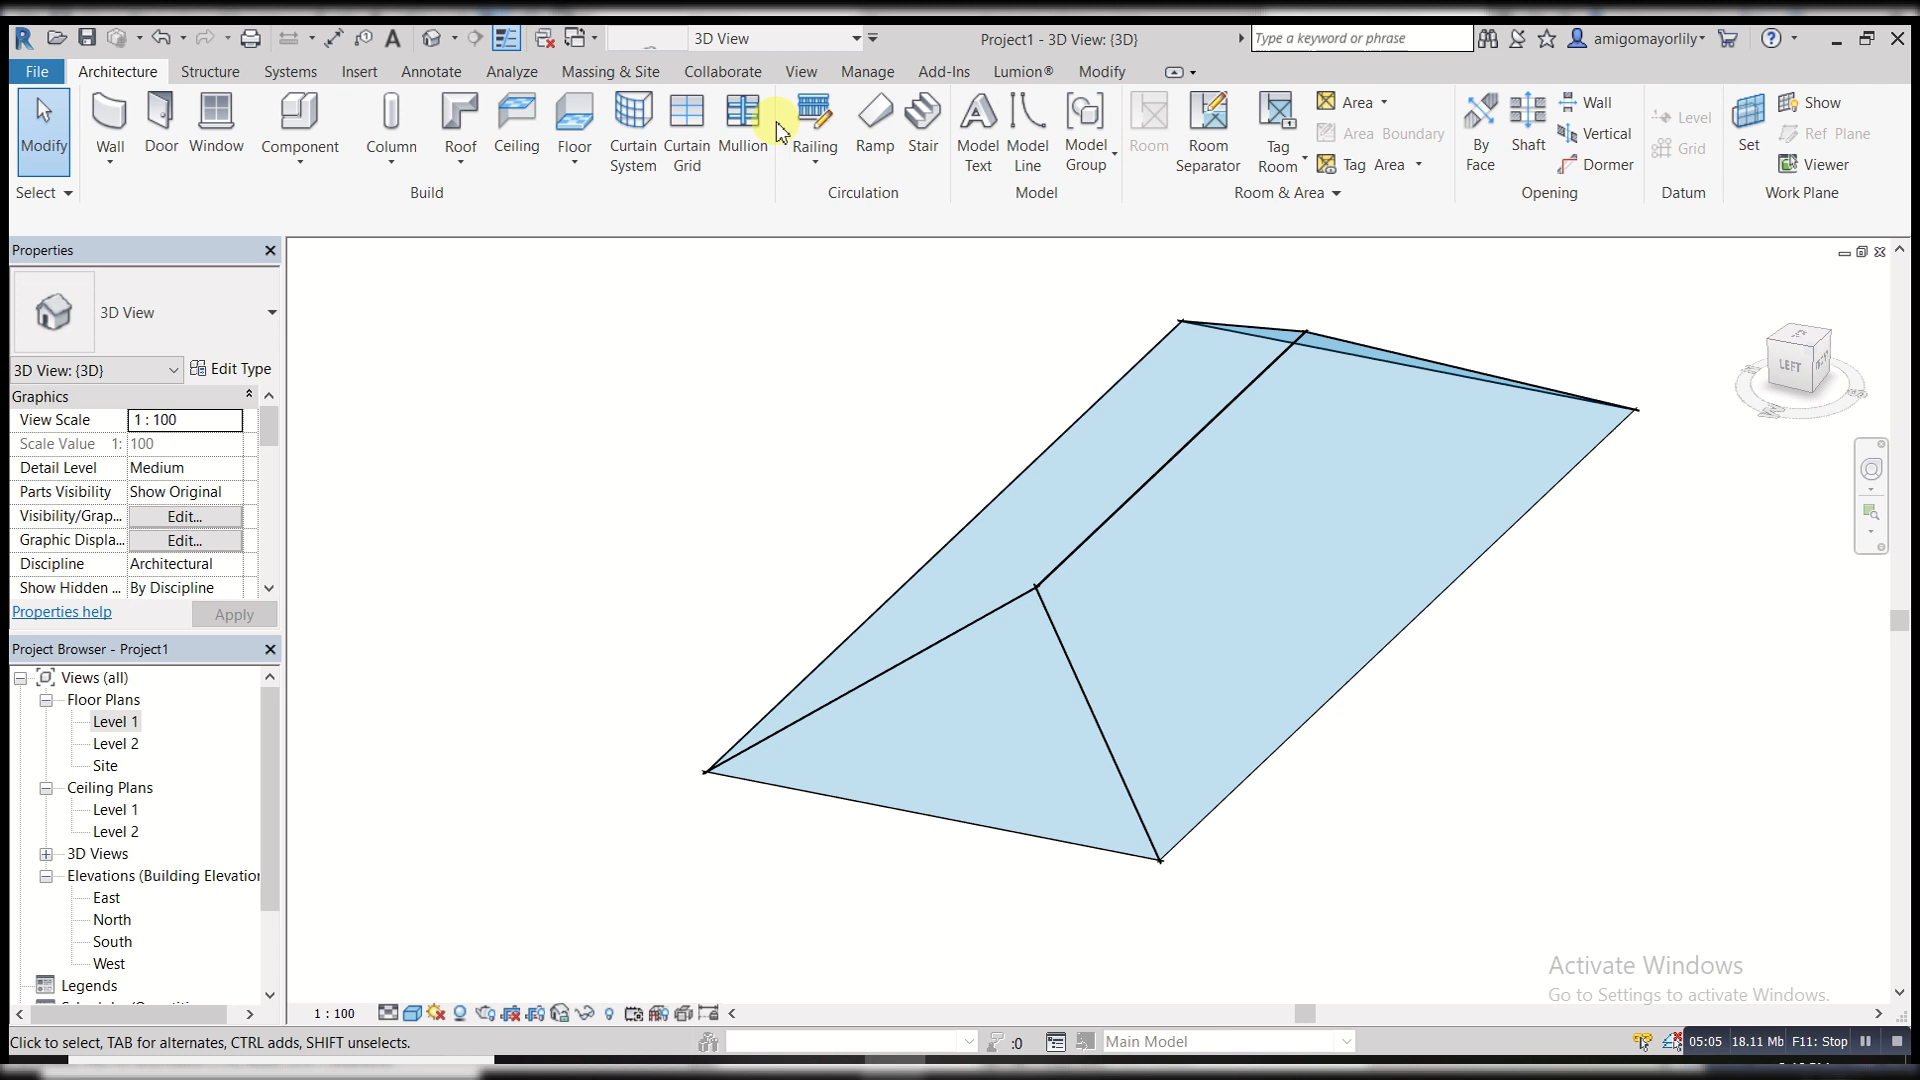 3D View
Project1 - 3D View: {3D}
Type a keyword or phrase
amigomayorlily
File
Architecture
Structure
Systems
Insert
Annotate
Analyze
Massing & Site
Collaborate
View
Manage
Add-Ins
Lumion®
Modify
Modify
Wall
Door
Window
Component
Column
Roof
Ceiling
Floor
Curtain System
Curtain Grid
Mullion
Railing
Ramp
Stair
Model Text
Model Line
Model Group
Room
Room Separator
Tag Room
Area
Area Boundary
Tag Area
By Face
Shaft
Wall
Vertical
Dormer
Level
Grid
Set
Show
Ref Plane
Viewer
Select
Build
Circulation
Model
Room & Area
Opening
Datum
Work Plane
Properties
3D View
3D View: {3D}
Edit Type
Graphics
View Scale
1 : 100
Scale Value 1:
100
Detail Level
Medium
Parts Visibility
Show Original
Visibility/Grap...
Edit...
Graphic Displa...
Edit...
Discipline
Architectural
Show Hidden ...
By Discipline
Properties help
Apply
Project Browser - Project1
Views (all)
Floor Plans
Level 1
Level 2
Site
Ceiling Plans
Level 1
Level 2
3D Views
Elevations (Building Elevation
East
North
South
West
Legends
LEFT
Activate Windows
Go to Settings to activate Windows.
1 : 100
Click to select, TAB for alternates, CTRL adds, SHIFT unselects.
:0
Main Model
05:05
18.11 Mb
F11: Stop